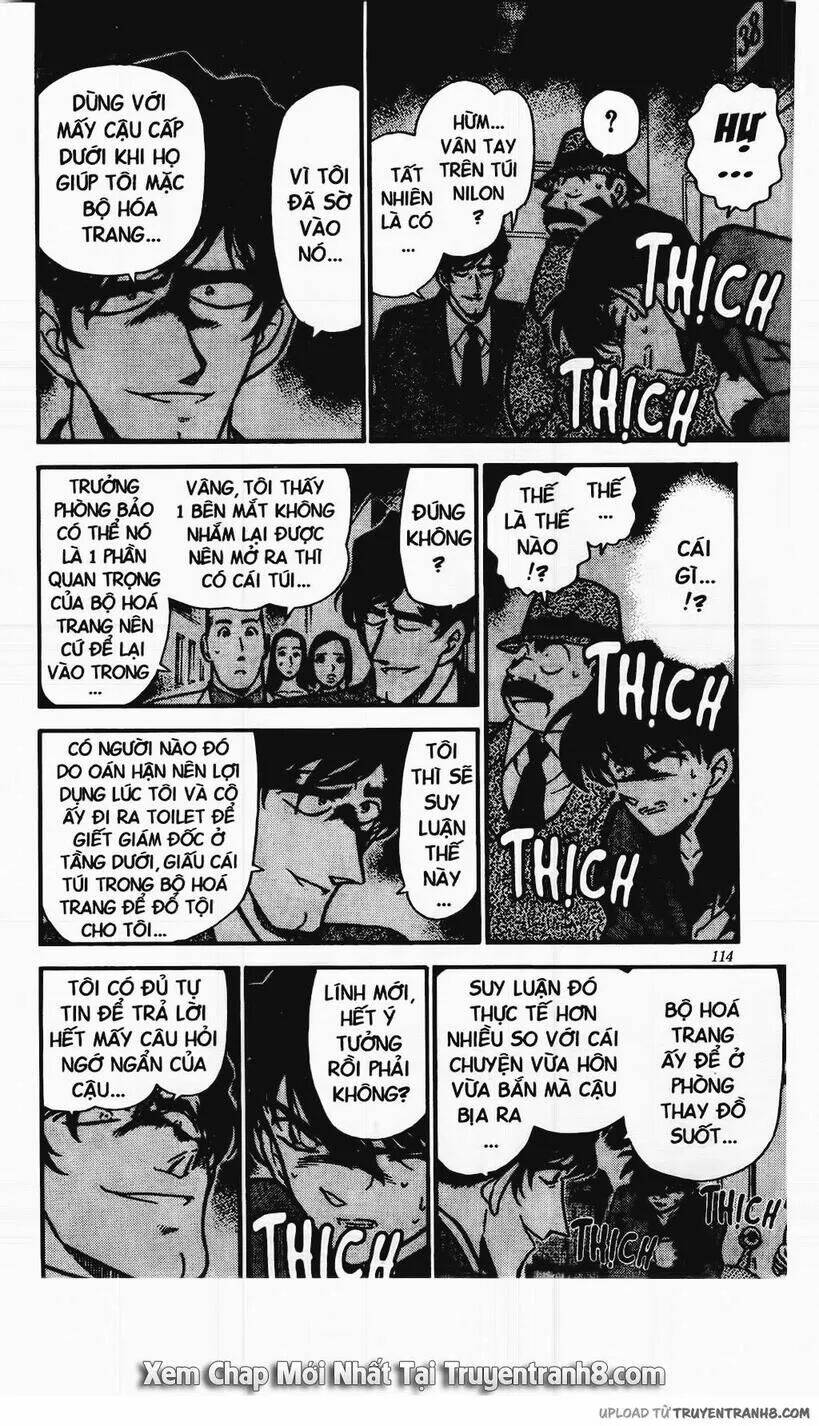 38
HỰ
...
?
HỪM...
VÂN TAY
TRÊN TÚI
NILON
?
TẤT
NHIÊN
LÀ CÓ
...
THỊCH
THỊCH
VÌ TÔI
ĐÃ SỜ
VÀO
NÓ...
DÙNG VỚI
MẤY CẬU CẤP
DƯỚI KHI HỌ
GIÚP TÔI MẶC
BỘ HÓA
TRANG...
CÁI
GÌ...
!?
THẾ
...
THẾ
LÀ THẾ
NÀO
!?
THỊCH
THỊCH
ĐÚNG
KHÔNG
?
VÂNG, TÔI THẤY
1 BÊN MẮT KHÔNG
NHẮM LẠI ĐƯỢC
NÊN MỞ RA THÌ
CÓ CÁI TÚI...
TRƯỞNG
PHÒNG BẢO
CÓ THỂ NÓ
LÀ 1 PHẦN
QUAN TRỌNG
CỦA BỘ HOÁ
TRANG NÊN
CỨ ĐỂ LẠI
VÀO TRONG
...
TÔI
THÌ SẼ
SUY
LUẬN
THẾ
NÀY
...
CÓ NGƯỜI NÀO ĐÓ
DO OÁN HẬN NÊN LỢI
DỤNG LÚC TÔI VÀ CÔ
ẤY ĐI RA TOILET ĐỂ
GIẾT GIÁM ĐỐC Ở
TẦNG DƯỚI, GIẤU CÁI
TÚI TRONG BỘ HOÁ
TRANG ĐỂ ĐỔ TỘI
CHO TÔI...
114
BỘ HOÁ
TRANG
ẤY ĐỂ Ở
PHÒNG
THAY ĐỒ
SUỐT...
SUY LUẬN ĐÓ
THỰC TẾ HƠN
NHIỀU SO VỚI CÁI
CHUYỆN VỪA HÔN
VỪA BẮN MÀ CẬU
BỊA RA
...
THỊCH
THỊCH
LÍNH MỚI,
HẾT Ý
TƯỞNG
RỒI PHẢI
KHÔNG?
THỊCH
TÔI CÓ ĐỦ TỰ
TIN ĐỂ TRẢ LỜI
HẾT MẤY CÂU HỎI
NGỚ NGẨN CỦA
CẬU...
Xem Chap Mới Nhất Tại Truyentranh8.com
UPLOAD TỪ TRUYENTRANH8.COM